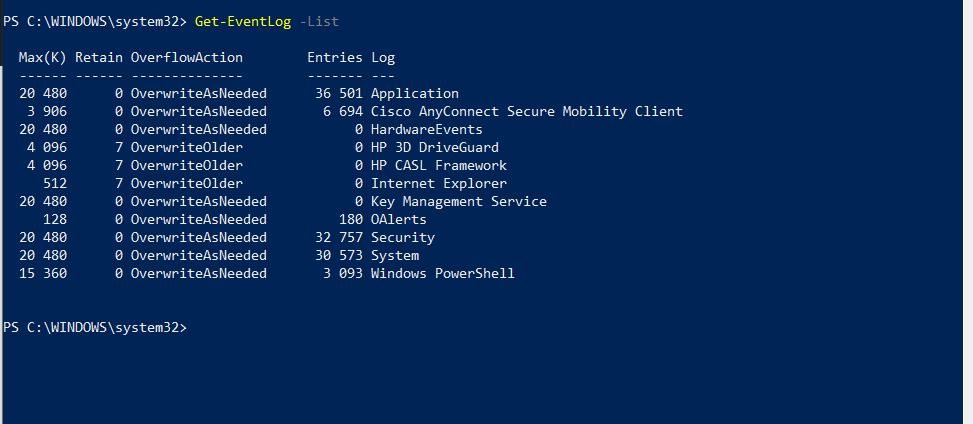 PS C:\WINDOWS\system32> Get-EventLog -List
Max(K) Retain OverflowAction Entries Log
------ ------ -------------- ------- ---
20 480 0 OverwriteAsNeeded 36 501 Application
3 906 0 OverwriteAsNeeded 6 694 Cisco AnyConnect Secure Mobility Client
20 480 0 OverwriteAsNeeded 0 HardwareEvents
4 096 7 OverwriteOlder 0 HP 3D DriveGuard
4 096 7 OverwriteOlder 0 HP CASL Framework
512 7 OverwriteOlder 0 Internet Explorer
20 480 0 OverwriteAsNeeded 0 Key Management Service
128 0 OverwriteAsNeeded 180 OAlerts
20 480 0 OverwriteAsNeeded 32 757 Security
20 480 0 OverwriteAsNeeded 30 573 System
15 360 0 OverwriteAsNeeded 3 093 Windows PowerShell
PS C:\WINDOWS\system32>